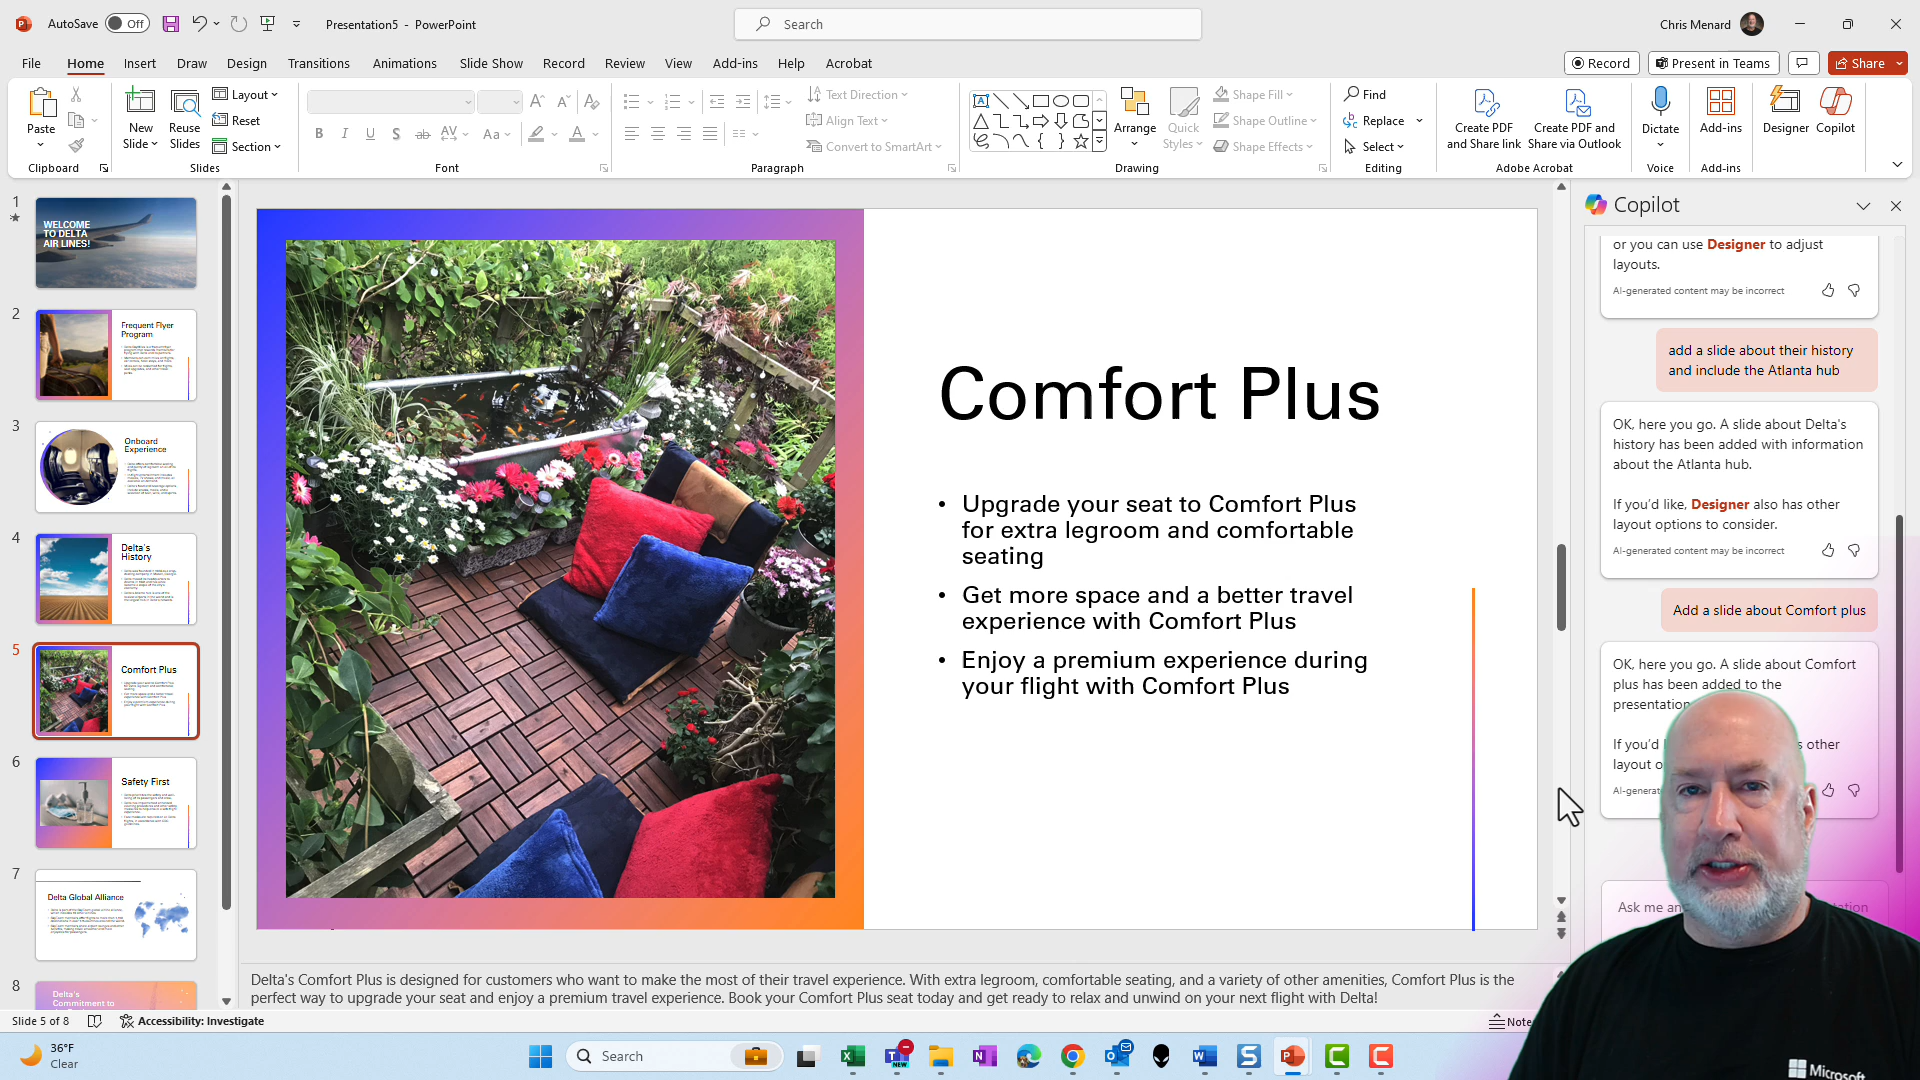 AutoSave Off
Presentation5 - PowerPoint
Search
Chris Menard
File Home Insert Draw Design Transitions Animations Slide Show Record Review View Add-ins Help Acrobat
Record Present in Teams Share
Paste
New Slide
Reuse Slides
Layout
Reset
Section
Text Direction
Align Text
Convert to SmartArt
Arrange
Quick Styles
Shape Fill
Shape Outline
Shape Effects
Find
Replace
Select
Create PDF and Share link
Create PDF and Share via Outlook
Dictate
Add-ins
Designer
Copilot
Clipboard Slides Font Paragraph Drawing Editing Adobe Acrobat Voice Add-ins
1
WELCOME
TO DELTA
AIR LINES!
2
Frequent Flyer
Program
3
Onboard
Experience
4
Delta's
History
5
Comfort Plus
6
Safety First
7
Delta Global Alliance
8
Delta's
Commitment to
Comfort Plus
• Upgrade your seat to Comfort Plus
for extra legroom and comfortable
seating
• Get more space and a better travel
experience with Comfort Plus
• Enjoy a premium experience during
your flight with Comfort Plus
Delta's Comfort Plus is designed for customers who want to make the most of their travel experience. With extra legroom, comfortable seating, and a variety of other amenities, Comfort Plus is the
perfect way to upgrade your seat and enjoy a premium travel experience. Book your Comfort Plus seat today and get ready to relax and unwind on your next flight with Delta!
Copilot
or you can use Designer to adjust
layouts.
AI-generated content may be incorrect
add a slide about their history
and include the Atlanta hub
OK, here you go. A slide about Delta's
history has been added with information
about the Atlanta hub.
If you'd like, Designer also has other
layout options to consider.
AI-generated content may be incorrect
Add a slide about Comfort plus
OK, here you go. A slide about Comfort
plus has been added to the
presentation
If you'd other
layout
Ask me
Slide 5 of 8
Accessibility: Investigate
36°F
Clear
Search
NEW
Microsoft